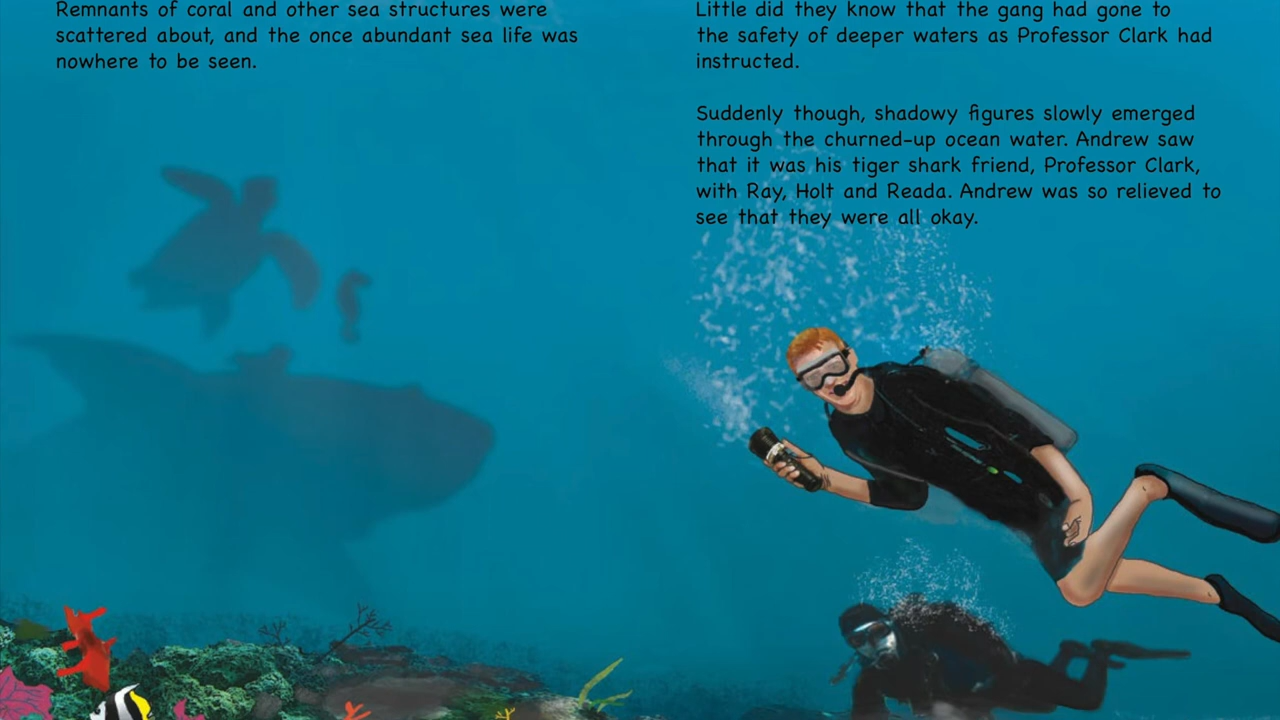 Remnants of coral and other sea structures were
scattered about, and the once abundant sea life was
nowhere to be seen.
Little did they know that the gang had gone to
the safety of deeper waters as Professor Clark had
instructed.
Suddenly though, shadowy figures slowly emerged
through the churned-up ocean water. Andrew saw
that it was his tiger shark friend, Professor Clark,
with Ray, Holt and Reada. Andrew was so relieved to
see that they were all okay.